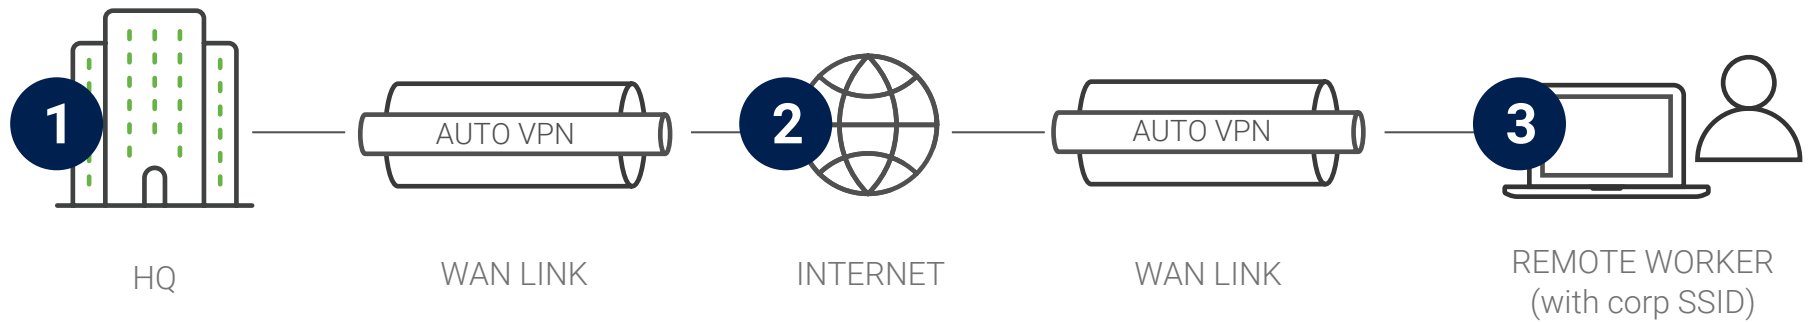 1
2
3
AUTO VPN
AUTO VPN
HQ
WAN LINK
INTERNET
WAN LINK
REMOTE WORKER
(with corp SSID)